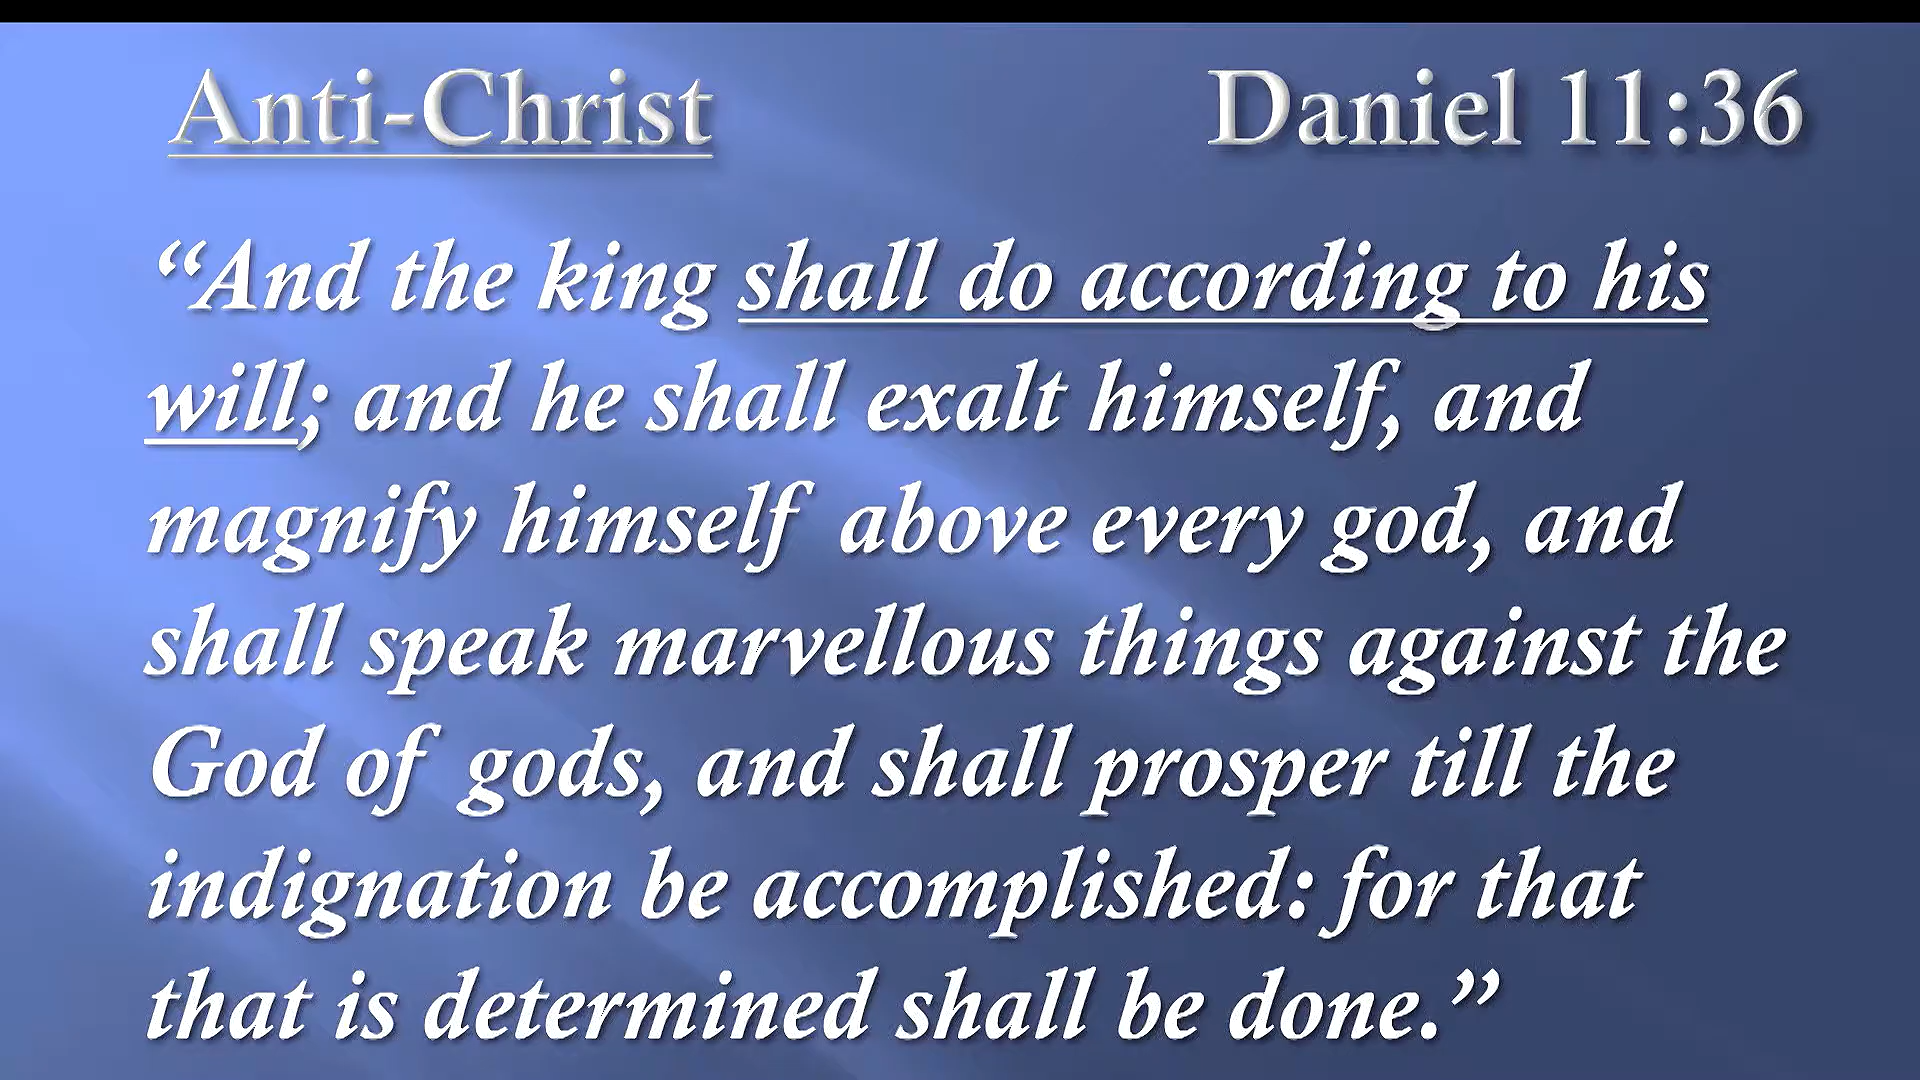 Anti-Christ Daniel 11:36
“And the king shall do according to his
will; and he shall exalt himself, and
magnify himself above every god, and
shall speak marvellous things against the
God of gods, and shall prosper till the
indignation be accomplished: for that
that is determined shall be done.”